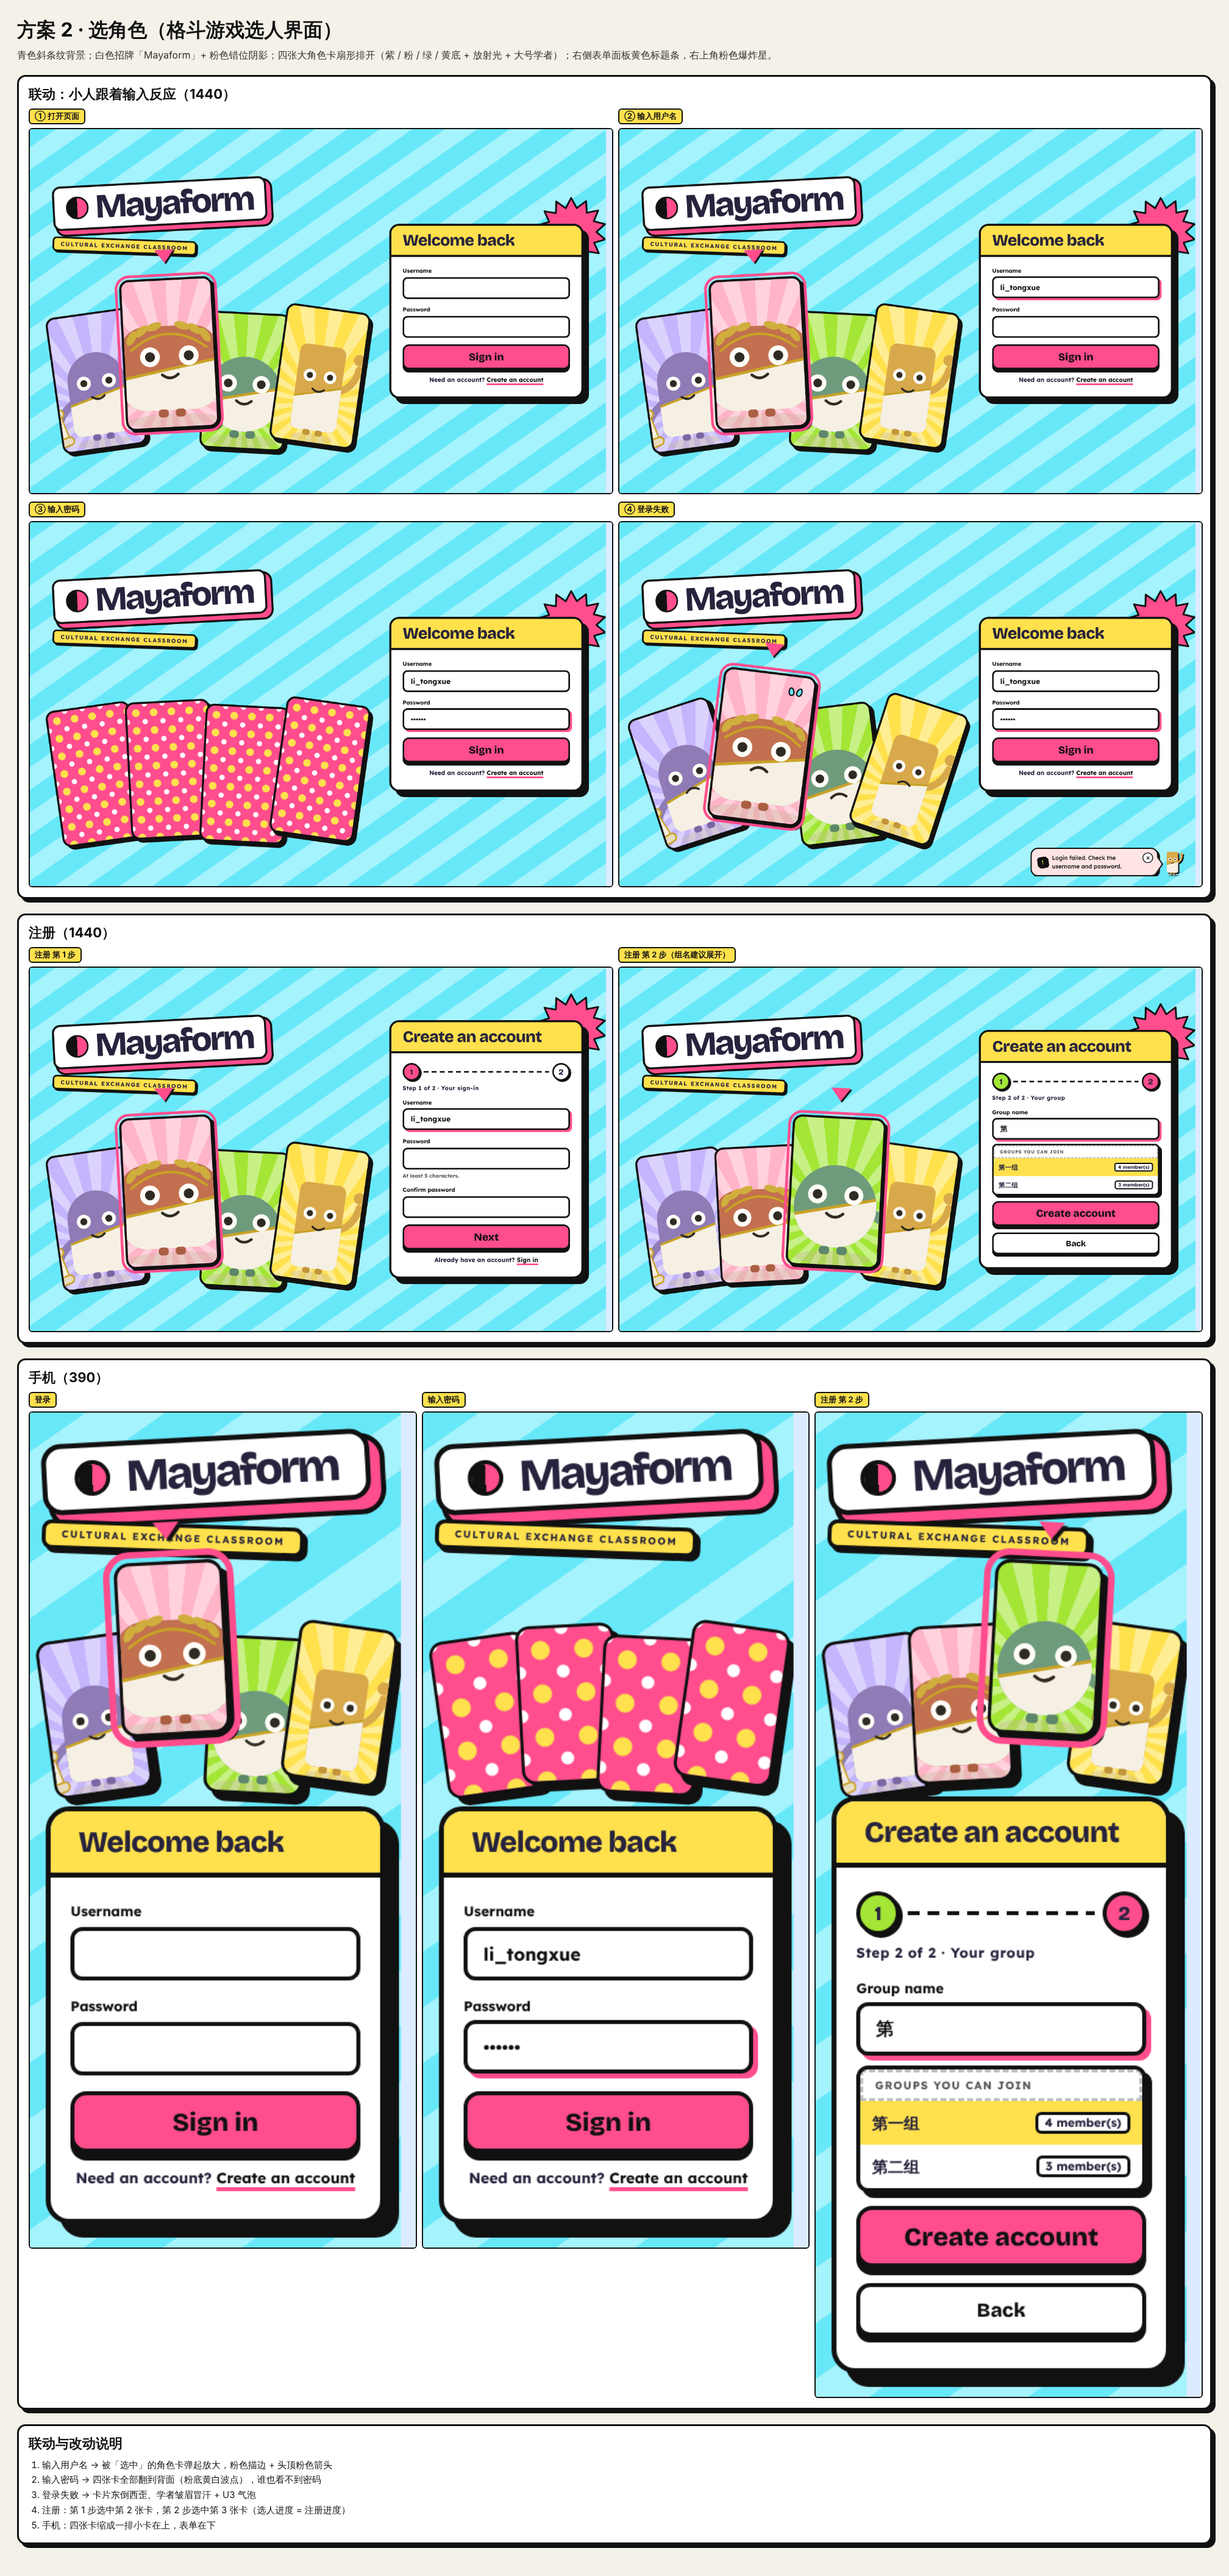 方案 2 · 选角色（格斗游戏选人界面）
青色斜条纹背景；白色招牌「Mayaform」+ 粉色错位阴影；四张大角色卡扇形排开（紫 / 粉 / 绿 / 黄底 + 放射光 + 大号学者）；右侧表单面板黄色标题条，右上角粉色爆炸星。
联动：小人跟着输入反应（1440）
① 打开页面
Mayaform
CULTURAL EXCHANGE CLASSROOM
Welcome back
Username
Password
Sign in
Need an account? Create an account
② 输入用户名
Mayaform
CULTURAL EXCHANGE CLASSROOM
Welcome back
Username
li_tongxue
Password
Sign in
Need an account? Create an account
③ 输入密码
Mayaform
CULTURAL EXCHANGE CLASSROOM
Welcome back
Username
li_tongxue
Password
••••••
Sign in
Need an account? Create an account
④ 登录失败
Mayaform
CULTURAL EXCHANGE CLASSROOM
Welcome back
Username
li_tongxue
Password
••••••
Sign in
Need an account? Create an account
Login failed. Check the
username and password.
注册（1440）
注册 第 1 步
Mayaform
CULTURAL EXCHANGE CLASSROOM
Create an account
1
2
Step 1 of 2 · Your sign-in
Username
li_tongxue
Password
At least 5 characters.
Confirm password
Next
Already have an account? Sign in
注册 第 2 步（组名建议展开）
Mayaform
CULTURAL EXCHANGE CLASSROOM
Create an account
1
2
Step 2 of 2 · Your group
Group name
第
GROUPS YOU CAN JOIN
第一组 4 member(s)
第二组 3 member(s)
Create account
Back
手机（390）
登录
Mayaform
CULTURAL EXCHANGE CLASSROOM
Welcome back
Username
Password
Sign in
Need an account? Create an account
输入密码
Mayaform
CULTURAL EXCHANGE CLASSROOM
Welcome back
Username
li_tongxue
Password
••••••
Sign in
Need an account? Create an account
注册 第 2 步
Mayaform
CULTURAL EXCHANGE CLASSROOM
Create an account
1
2
Step 2 of 2 · Your group
Group name
第
GROUPS YOU CAN JOIN
第一组 4 member(s)
第二组 3 member(s)
Create account
Back
联动与改动说明
1. 输入用户名 → 被「选中」的角色卡弹起放大，粉色描边 + 头顶粉色箭头
2. 输入密码 → 四张卡全部翻到背面（粉底黄白波点），谁也看不到密码
3. 登录失败 → 卡片东倒西歪、学者皱眉冒汗 + U3 气泡
4. 注册：第 1 步选中第 2 张卡，第 2 步选中第 3 张卡（选人进度 = 注册进度）
5. 手机：四张卡缩成一排小卡在上，表单在下